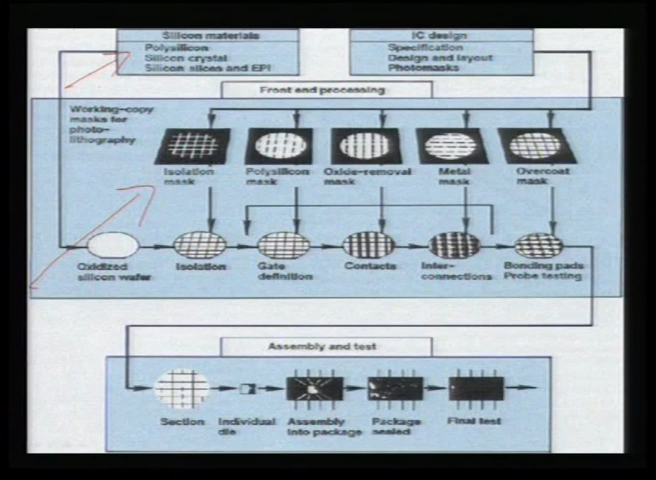 Silicon materials
Polysilicon
Silicon crystal
Silicon slices and EPI
IC design
Specification
Design and layout
Photomasks
Front end processing
Working-copy
masks for
photo-
lithography
Isolation
mask
Polysilicon
mask
Oxide-removal
mask
Metal
mask
Overcoat
mask
Oxidized
silicon wafer
Isolation
Gate
definition
Contacts
Inter-
connections
Bonding pads
Probe testing
Assembly and test
Section
Individual
die
Assembly
into package
Package
sealed
Final test